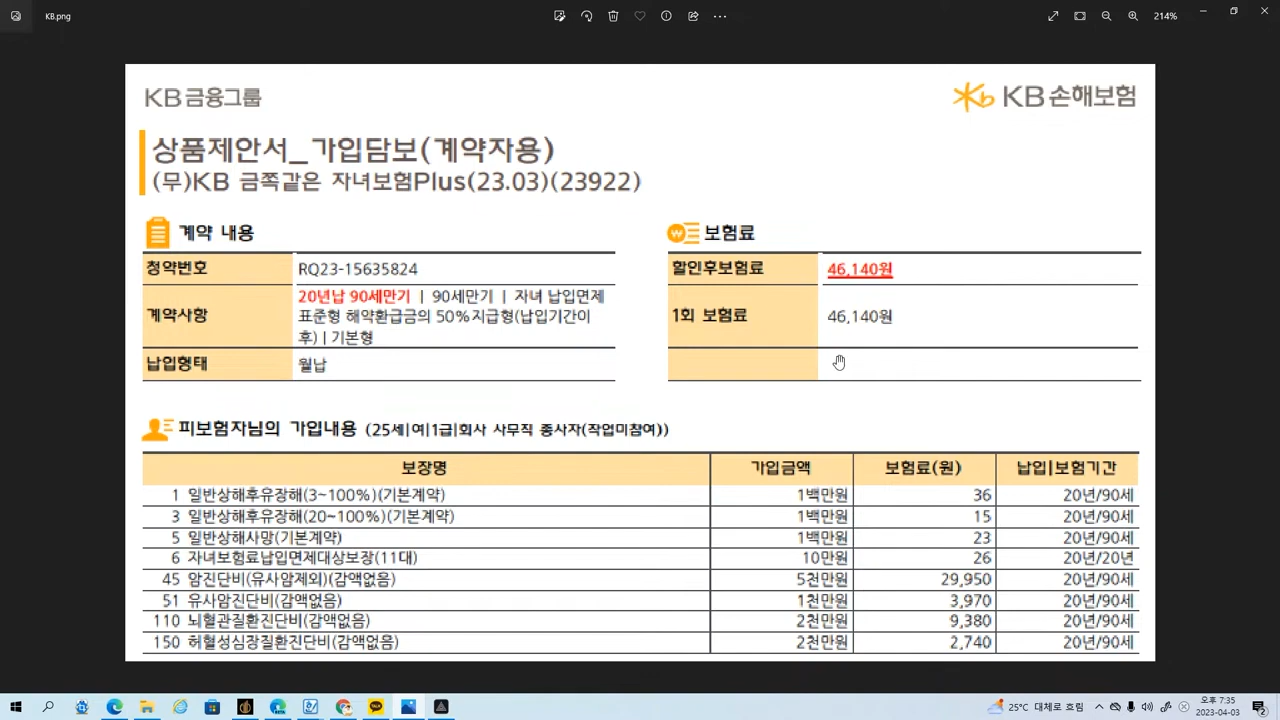 KB.png
214%
KB금융그룹
KB손해보험
상품제안서_가입담보(계약자용)
(무)KB 금쪽같은 자녀보험Plus(23.03)(23922)
계약 내용
청약번호 RQ23-15635824
계약사항 20년납 90세만기 | 90세만기 | 자녀 납입면제
표준형 해약환급금의 50%지급형(납입기간이
후) | 기본형
납입형태 월납
보험료
할인후보험료 46,140원
1회 보험료 46,140원
피보험자님의 가입내용 (25세|여|1급|회사 사무직 종사자(작업미참여))
보장명 가입금액 보험료(원) 납입|보험기간
1 일반상해후유장해(3~100%)(기본계약) 1백만원 36 20년/90세
3 일반상해후유장해(20~100%)(기본계약) 1백만원 15 20년/90세
5 일반상해사망(기본계약) 1백만원 23 20년/90세
6 자녀보험료납입면제대상보장(11대) 10만원 26 20년/20년
45 암진단비(유사암제외)(감액없음) 5천만원 29,950 20년/90세
51 유사암진단비(감액없음) 1천만원 3,970 20년/90세
110 뇌혈관질환진단비(감액없음) 2천만원 9,380 20년/90세
150 허혈성심장질환진단비(감액없음) 2천만원 2,740 20년/90세
25°C 대체로 흐림
오후 7:35
2023-04-03